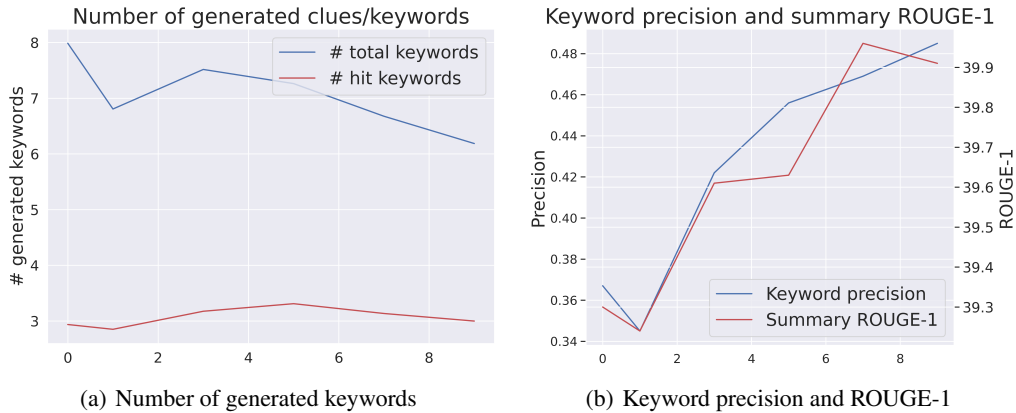 Number of generated clues/keywords
# total keywords
# hit keywords
# generated keywords
8
7
6
5
4
3
0 2 4 6 8
(a) Number of generated keywords
Keyword precision and summary ROUGE-1
Precision
0.48
0.46
0.44
0.42
0.40
0.38
0.36
0.34
Keyword precision
Summary ROUGE-1
39.9
39.8
39.7
39.6
39.5
39.4
39.3
ROUGE-1
0 2 4 6 8
(b) Keyword precision and ROUGE-1